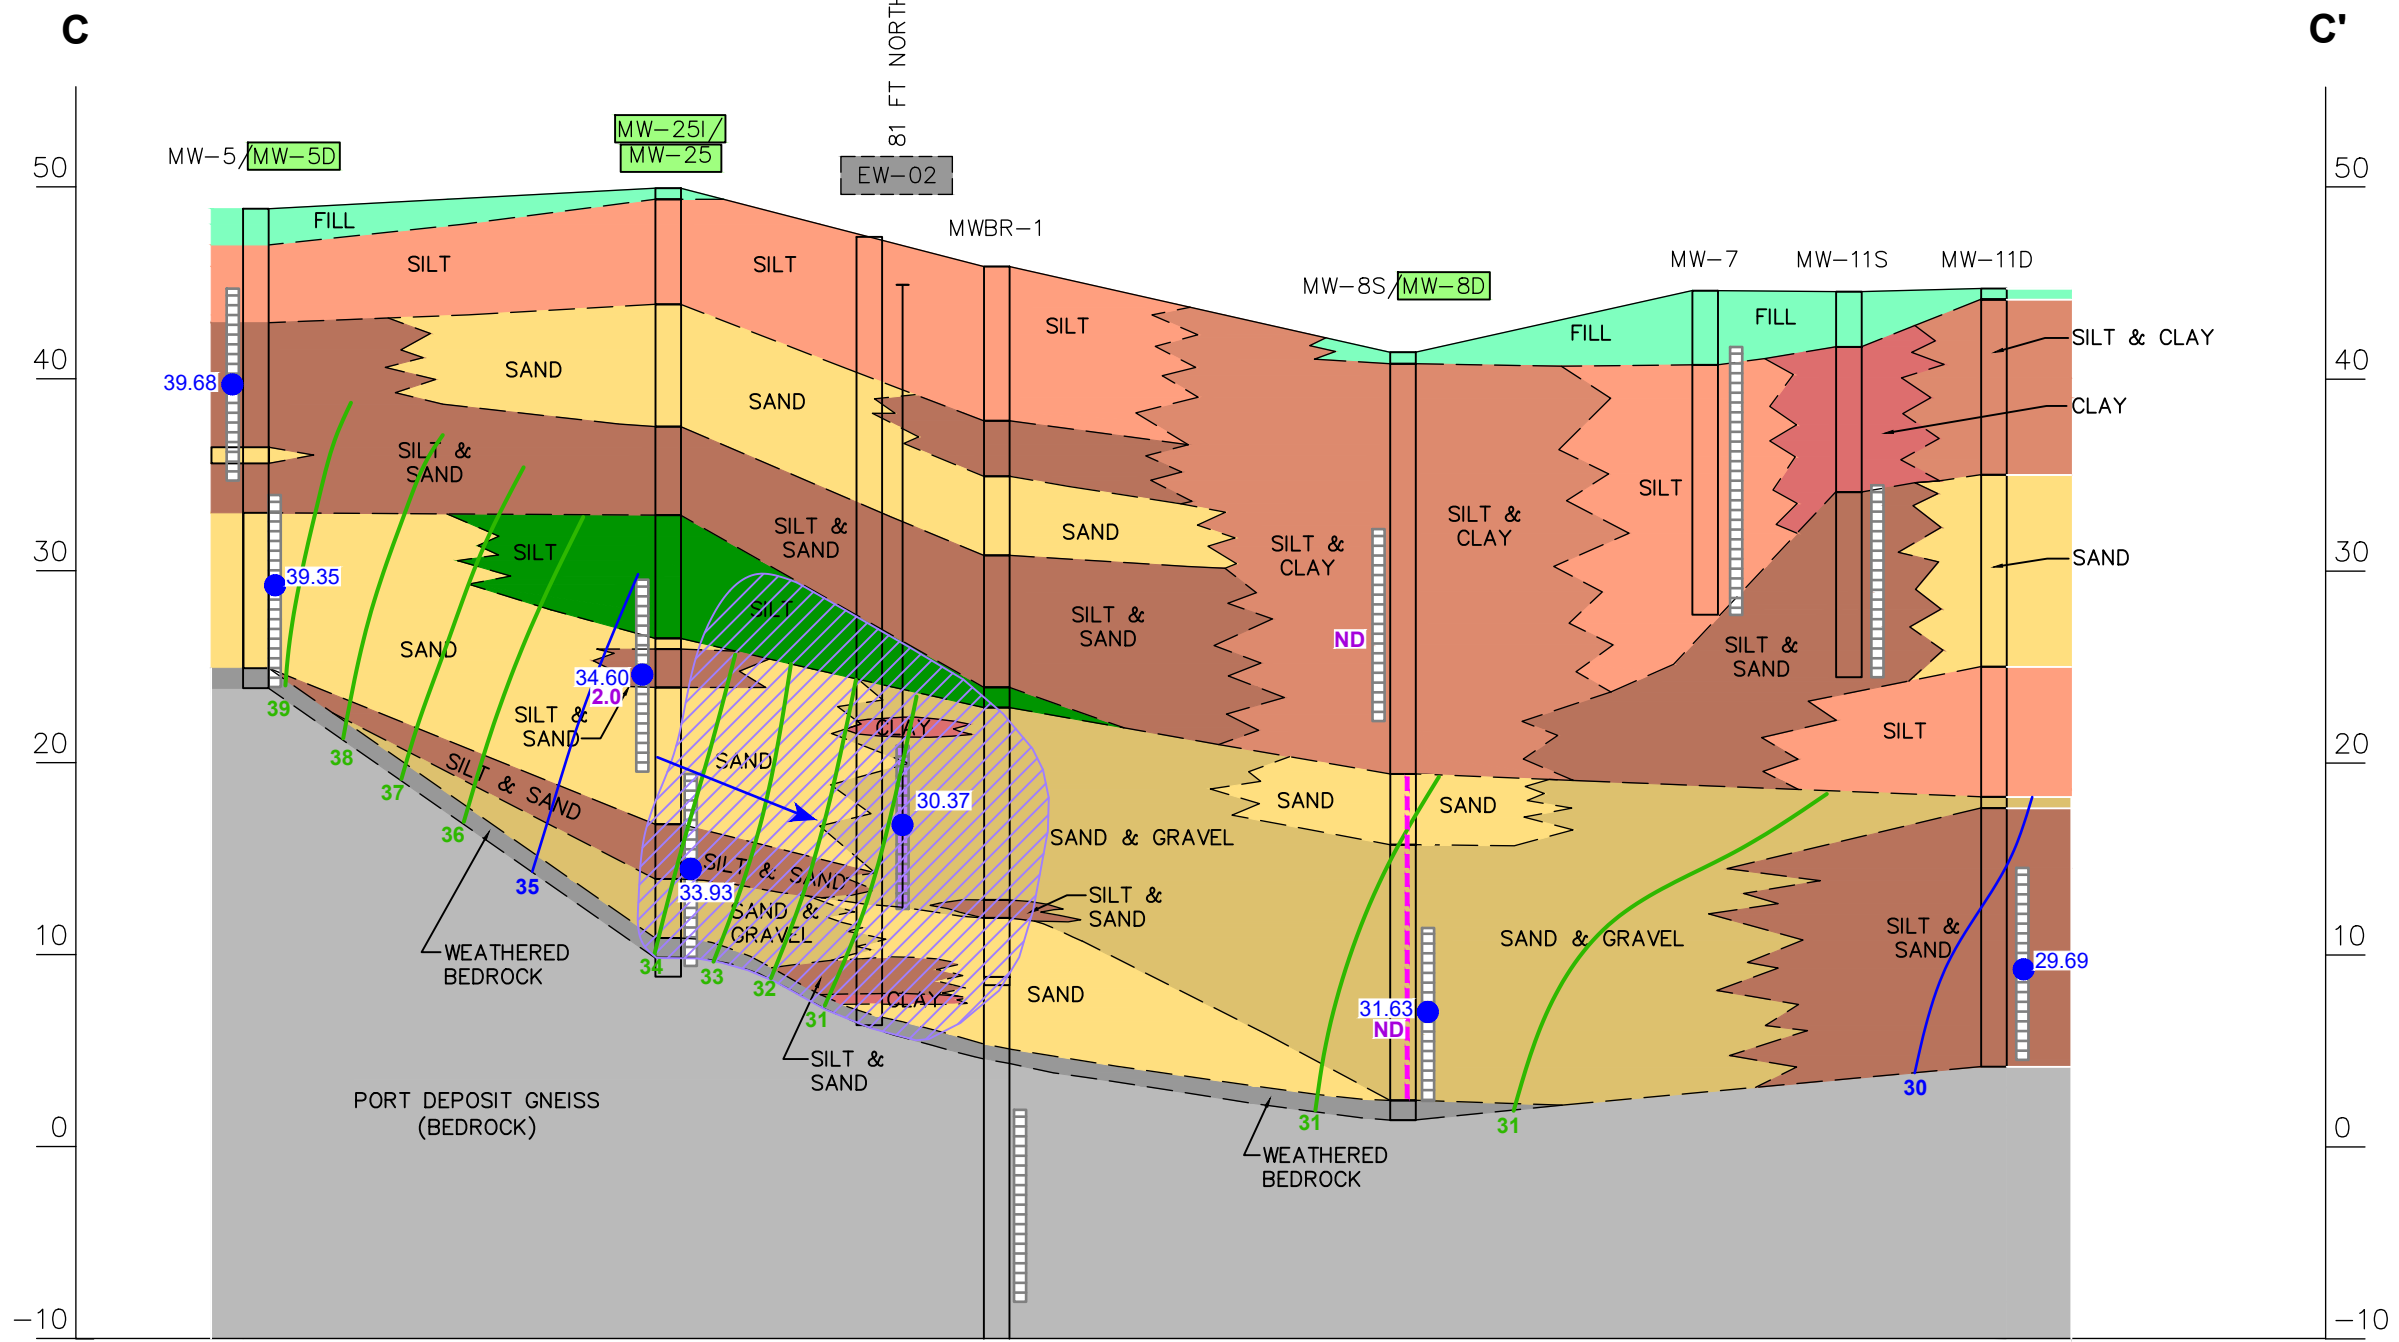 C
C'
81 FT NORTH
MW-25I/
MW-5/MW-5D
MW-25
50
50
EW-02
FILL
MWBR-1
SILT
SILT
MW-7
MW-11S
MW-11D
MW-8S/MW-8D
SILT
FILL
FILL
SILT & CLAY
40
40
39.68
SAND
SAND
CLAY
SILT &
SAND
SILT
SILT &
CLAY
SILT &
SAND
SAND
SILT &
CLAY
30
30
SILT
SAND
39.35
SILT
SILT &
SAND
ND
SILT &
SAND
SAND
34.60
2.0
39
SILT &
SAND
CLAY
SILT
20
20
38
SAND
SILT & SAND
37
30.37
SAND
SAND
36
SAND & GRAVEL
SILT & SAND
35
33.93
SILT &
SAND
SAND &
GRAVEL
SAND & GRAVEL
SILT &
SAND
10
10
WEATHERED
BEDROCK
34
33
32
29.69
CLAY
SAND
31.63
ND
31
SILT &
SAND
30
PORT DEPOSIT GNEISS
(BEDROCK)
31
31
0
0
WEATHERED
BEDROCK
-10
-10